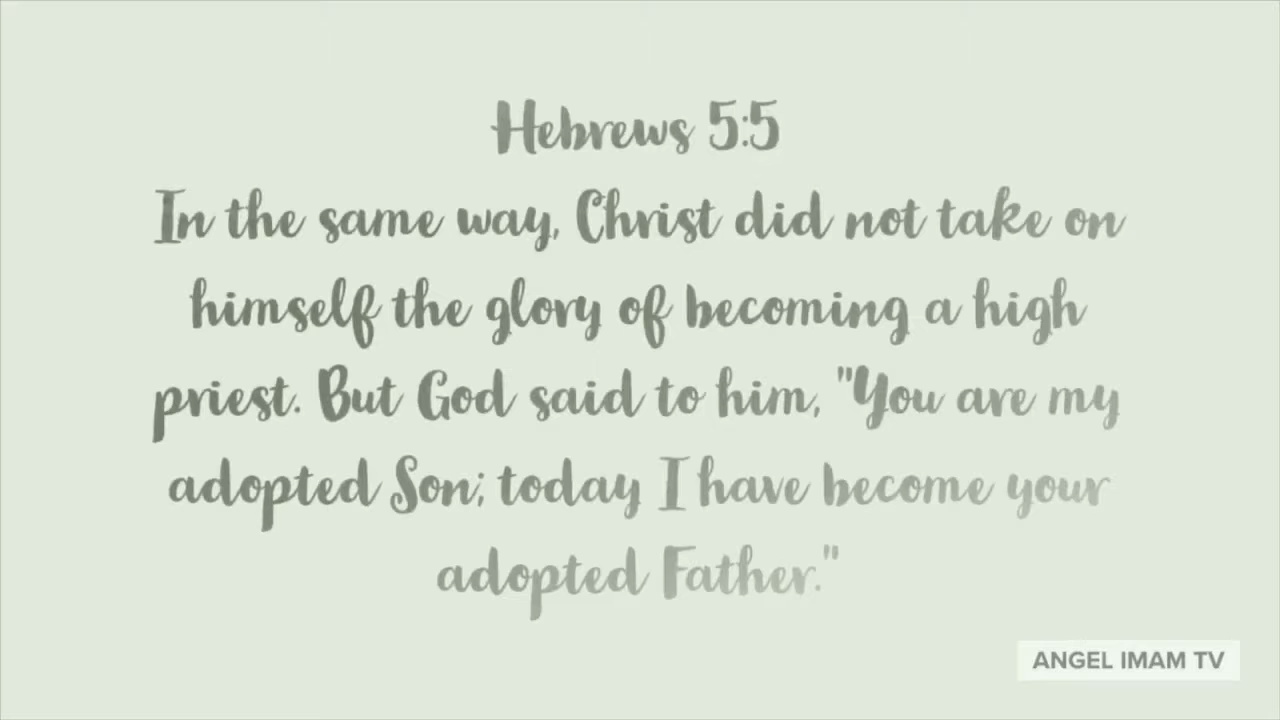 Hebrews 5:5
In the same way, Christ did not take on
himself the glory of becoming a high
priest. But God said to him, "You are my
adopted Son; today I have become your
adopted Father."
ANGEL IMAM TV